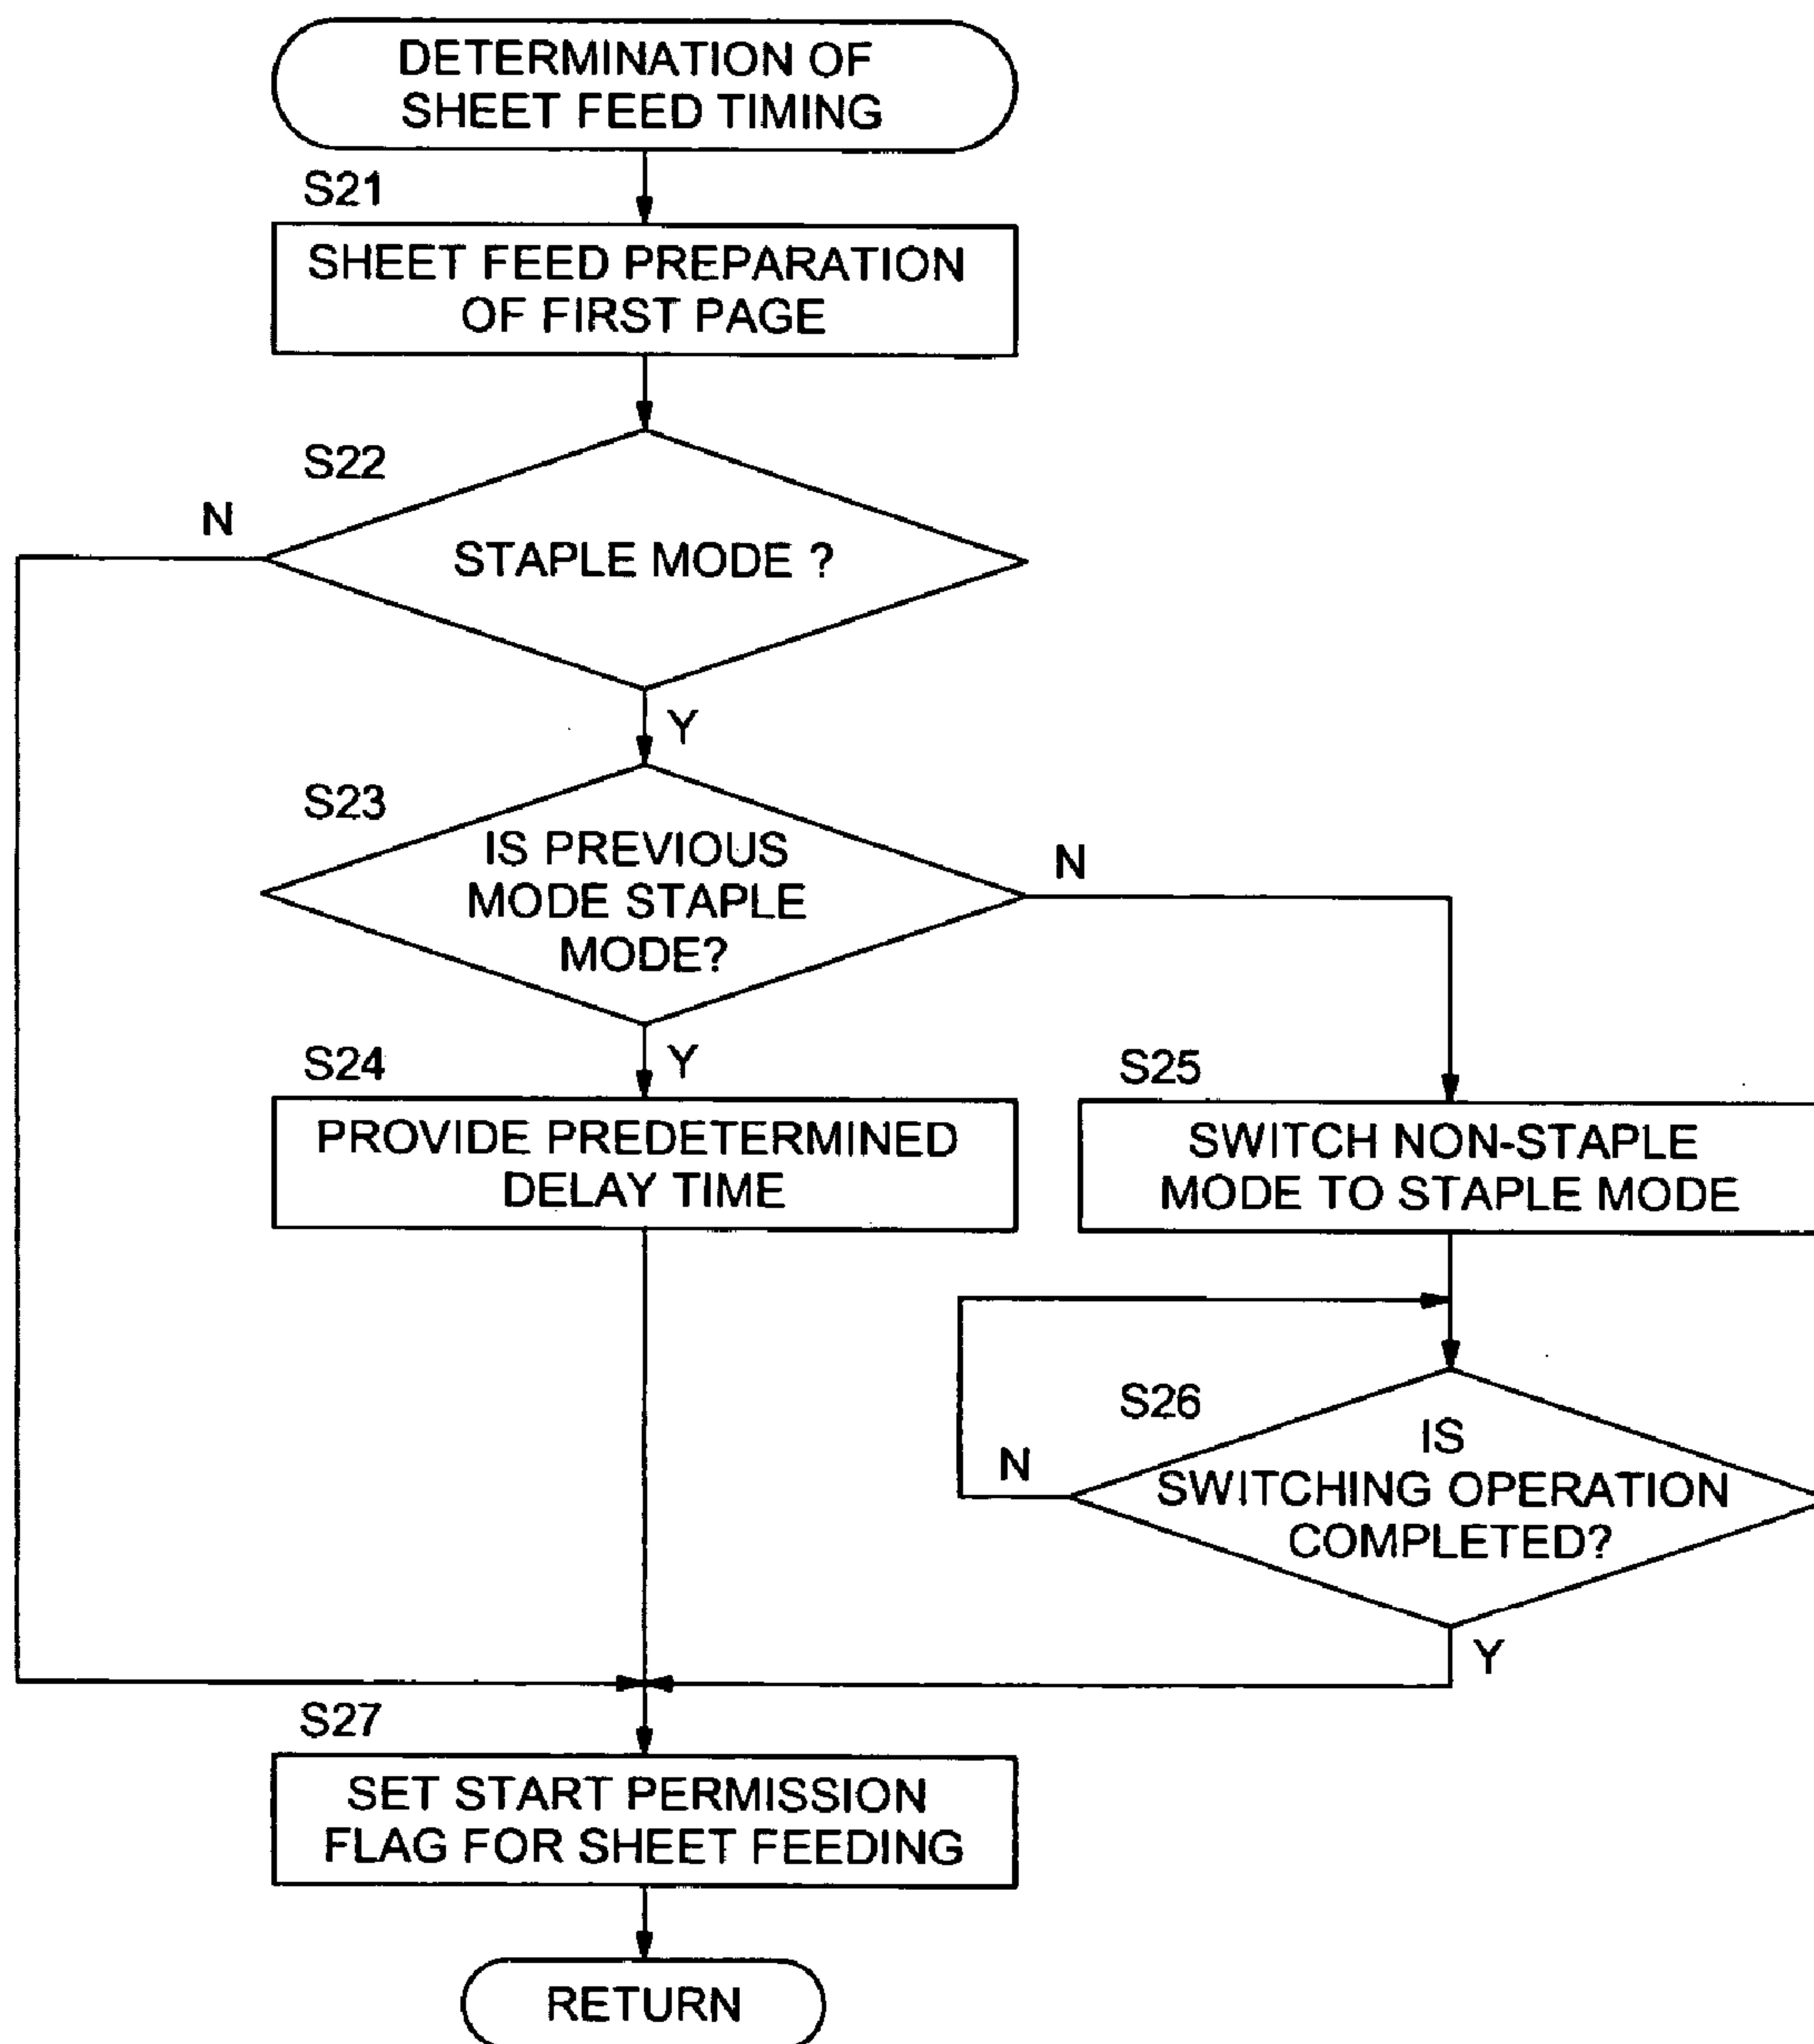 DETERMINATION OF
SHEET FEED TIMING
S21
SHEET FEED PREPARATION
OF FIRST PAGE
S22
N
STAPLE MODE ?
Y
S23
IS PREVIOUS
MODE STAPLE
MODE?
N
Y
S24
PROVIDE PREDETERMINED
DELAY TIME
S25
SWITCH NON-STAPLE
MODE TO STAPLE MODE
S26
N
IS
SWITCHING OPERATION
COMPLETED?
Y
S27
SET START PERMISSION
FLAG FOR SHEET FEEDING
RETURN